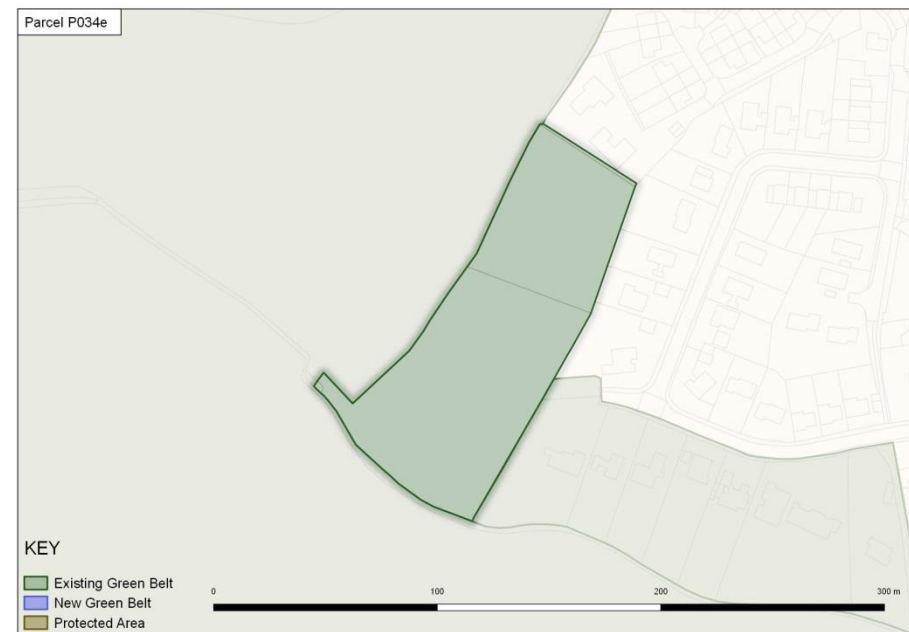 Parcel P034e
KEY
Existing Green Belt
New Green Belt
Protected Area
0 100 200 300 m